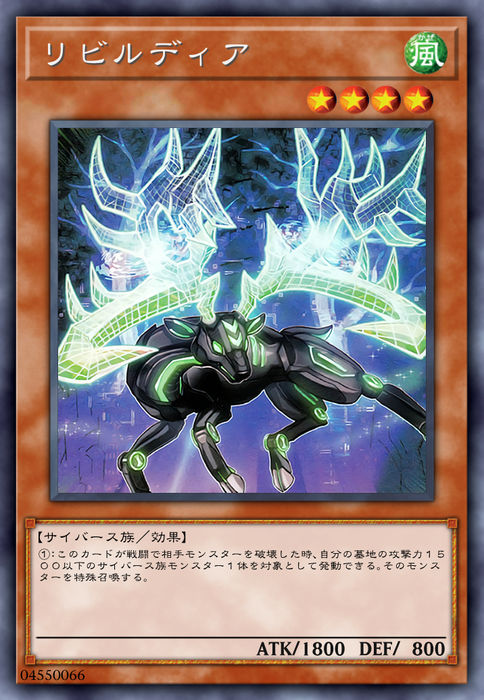 リビルディア
かぜ
風
【サイバース族／効果】
①:このカードが戦闘で相手モンスターを破壊した時、自分の墓地の攻撃力１５
００以下のサイバース族モンスター１体を対象として発動できる。そのモンス
ターを特殊召喚する。
ATK/1800 DEF/ 800
04550066